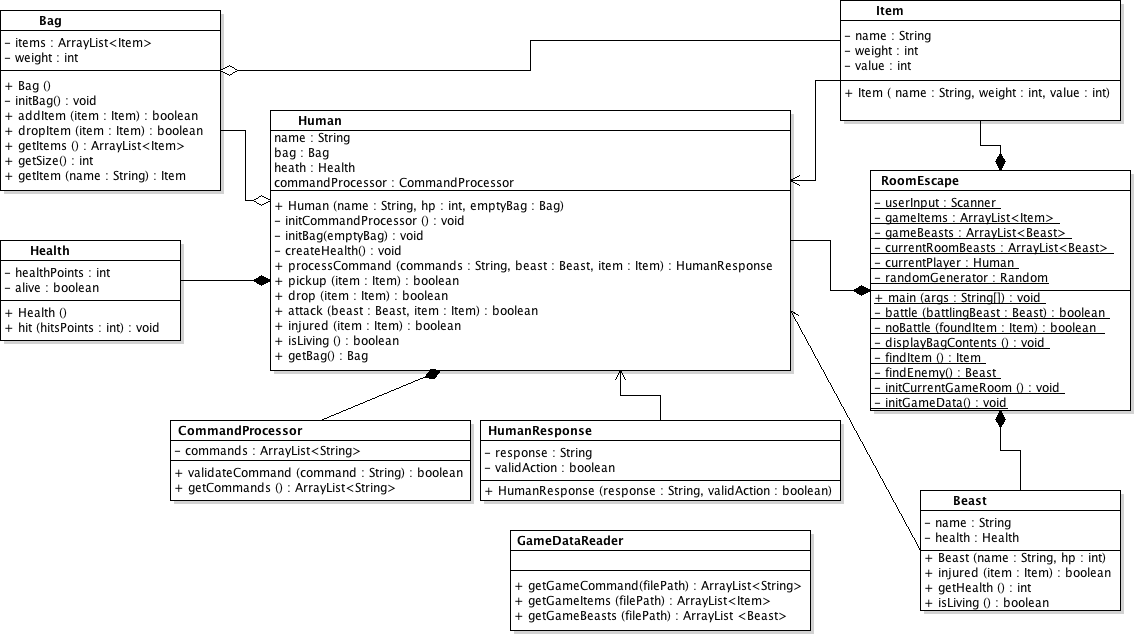 Bag
– items : ArrayList<Item>
– weight : int
+ Bag ()
– initBag() : void
+ addItem (item : Item) : boolean
+ dropItem (item : Item) : boolean
+ getItems () : ArrayList<Item>
+ getSize() : int
+ getItem (name : String) : Item
Item
– name : String
– weight : int
– value : int
+ Item ( name : String, weight : int, value : int)
Human
name : String
bag : Bag
heath : Health
commandProcessor : CommandProcessor
+ Human (name : String, hp : int, emptyBag : Bag)
– initCommandProcessor () : void
– initBag(emptyBag) : void
– createHealth() : void
+ processCommand (commands : String, beast : Beast, item : Item) : HumanResponse
+ pickup (item : Item) : boolean
+ drop (item : Item) : boolean
+ attack (beast : Beast, item : Item) : boolean
+ injured (item : Item) : boolean
+ isLiving () : boolean
+ getBag() : Bag
RoomEscape
– userInput : Scanner
– gameItems : ArrayList<Item>
– gameBeasts : ArrayList<Beast>
– currentRoomBeasts : ArrayList<Beast>
– currentPlayer : Human
– randomGenerator : Random
+ main (args : String[]) : void
– battle (battlingBeast : Beast) : boolean
– noBattle (foundItem : Item) : boolean
– displayBagContents () : void
– findItem () : Item
– findEnemy() : Beast
– initCurrentGameRoom () : void
– initGameData() : void
Health
– healthPoints : int
– alive : boolean
+ Health ()
+ hit (hitsPoints : int) : void
CommandProcessor
– commands : ArrayList<String>
+ validateCommand (command : String) : boolean
+ getCommands () : ArrayList<String>
HumanResponse
– response : String
– validAction : boolean
+ HumanResponse (response : String, validAction : boolean)
Beast
– name : String
– health : Health
+ Beast (name : String, hp : int)
+ injured (item : Item) : boolean
+ getHealth () : int
+ isLiving () : boolean
GameDataReader
+ getGameCommand(filePath) : ArrayList<String>
+ getGameItems (filePath) : ArrayList<Item>
+ getGameBeasts (filePath) : ArrayList <Beast>